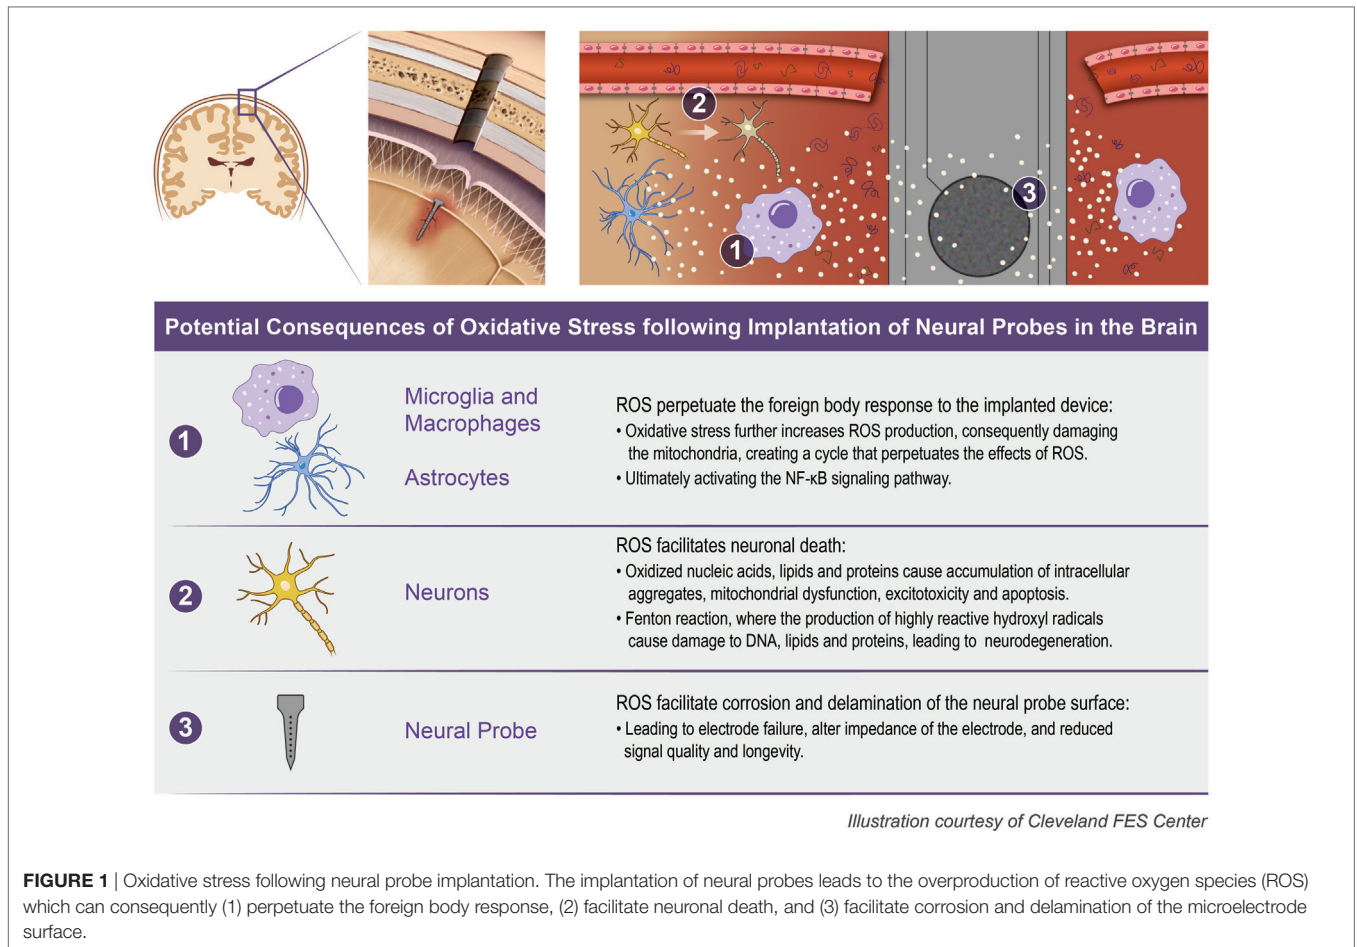 2
3
1
Potential Consequences of Oxidative Stress following Implantation of Neural Probes in the Brain
1
Microglia and
Macrophages
Astrocytes
ROS perpetuate the foreign body response to the implanted device:
• Oxidative stress further increases ROS production, consequently damaging
the mitochondria, creating a cycle that perpetuates the effects of ROS.
• Ultimately activating the NF-κB signaling pathway.
2
Neurons
ROS facilitates neuronal death:
• Oxidized nucleic acids, lipids and proteins cause accumulation of intracellular
aggregates, mitochondrial dysfunction, excitotoxicity and apoptosis.
• Fenton reaction, where the production of highly reactive hydroxyl radicals
cause damage to DNA, lipids and proteins, leading to neurodegeneration.
3
Neural Probe
ROS facilitate corrosion and delamination of the neural probe surface:
• Leading to electrode failure, alter impedance of the electrode, and reduced
signal quality and longevity.
Illustration courtesy of Cleveland FES Center
FIGURE 1 | Oxidative stress following neural probe implantation. The implantation of neural probes leads to the overproduction of reactive oxygen species (ROS)
which can consequently (1) perpetuate the foreign body response, (2) facilitate neuronal death, and (3) facilitate corrosion and delamination of the microelectrode
surface.